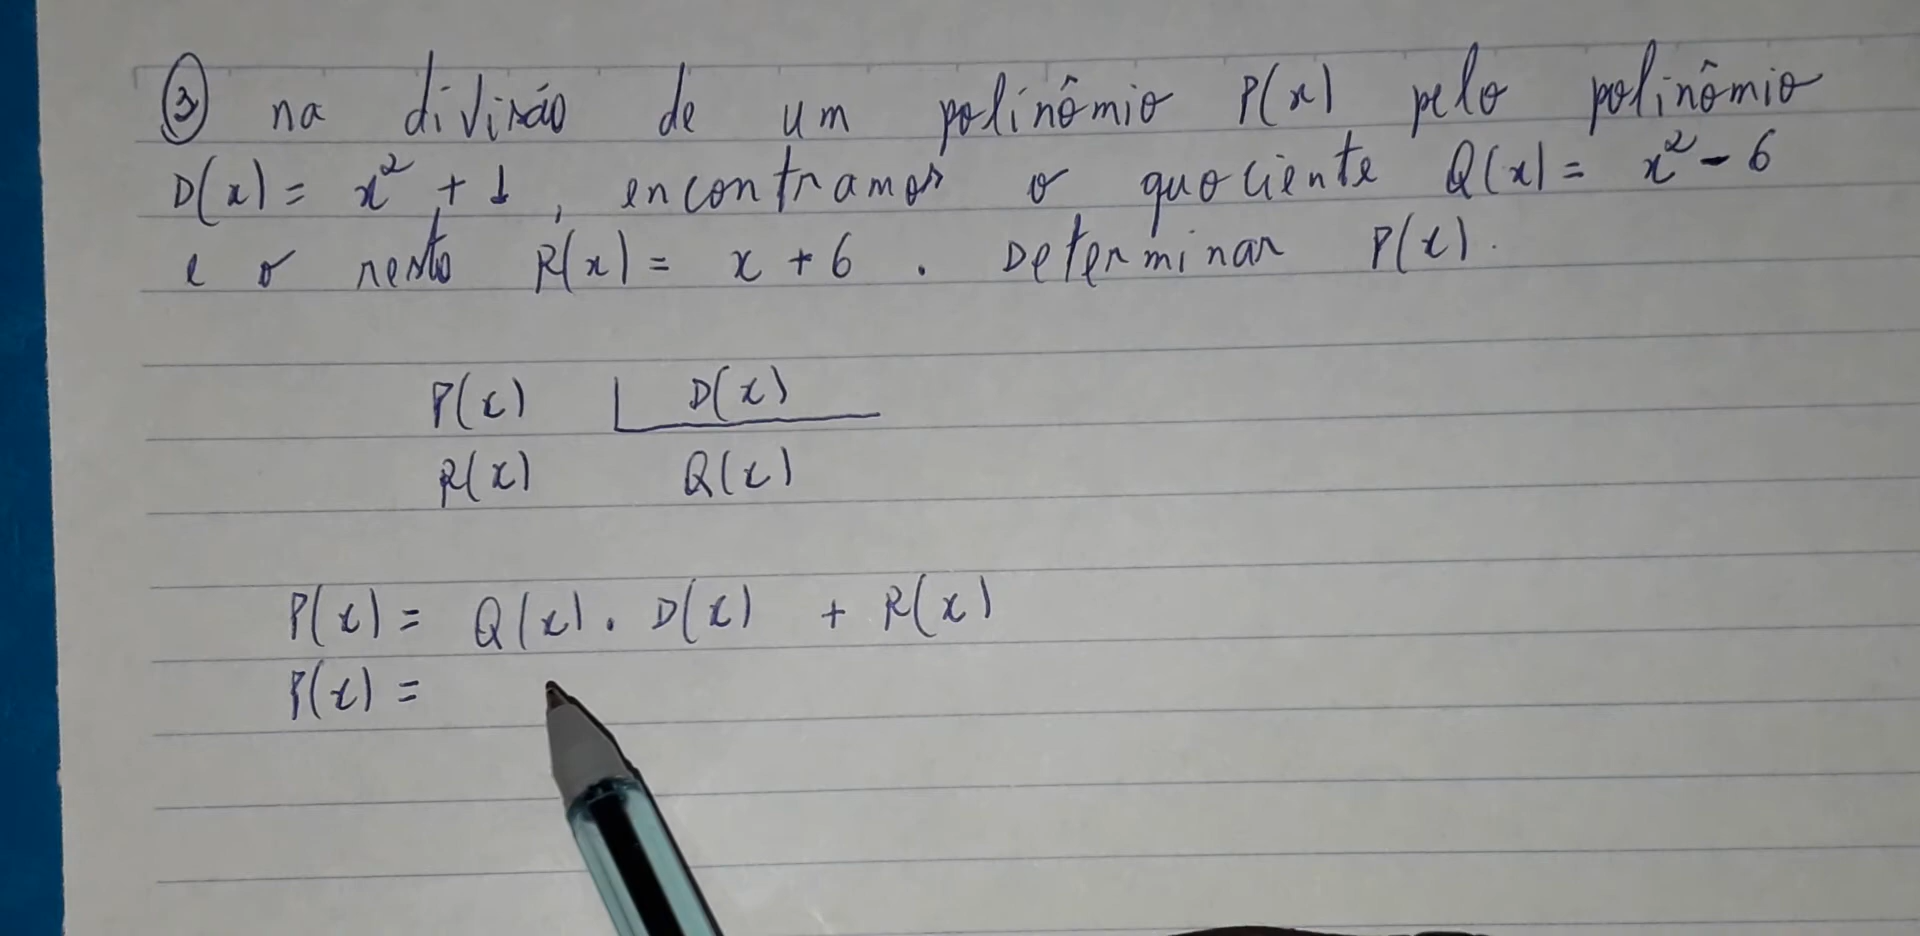 ③ na divisão de um polinômio P(x) pelo polinômio
D(x) = x² + 1, encontramos o quociente Q(x) = x² - 6
e o resto R(x) = x + 6. Determinar P(x).
P(x) D(x)
R(x) Q(x)
P(x) = Q(x) . D(x) + R(x)
P(x) =